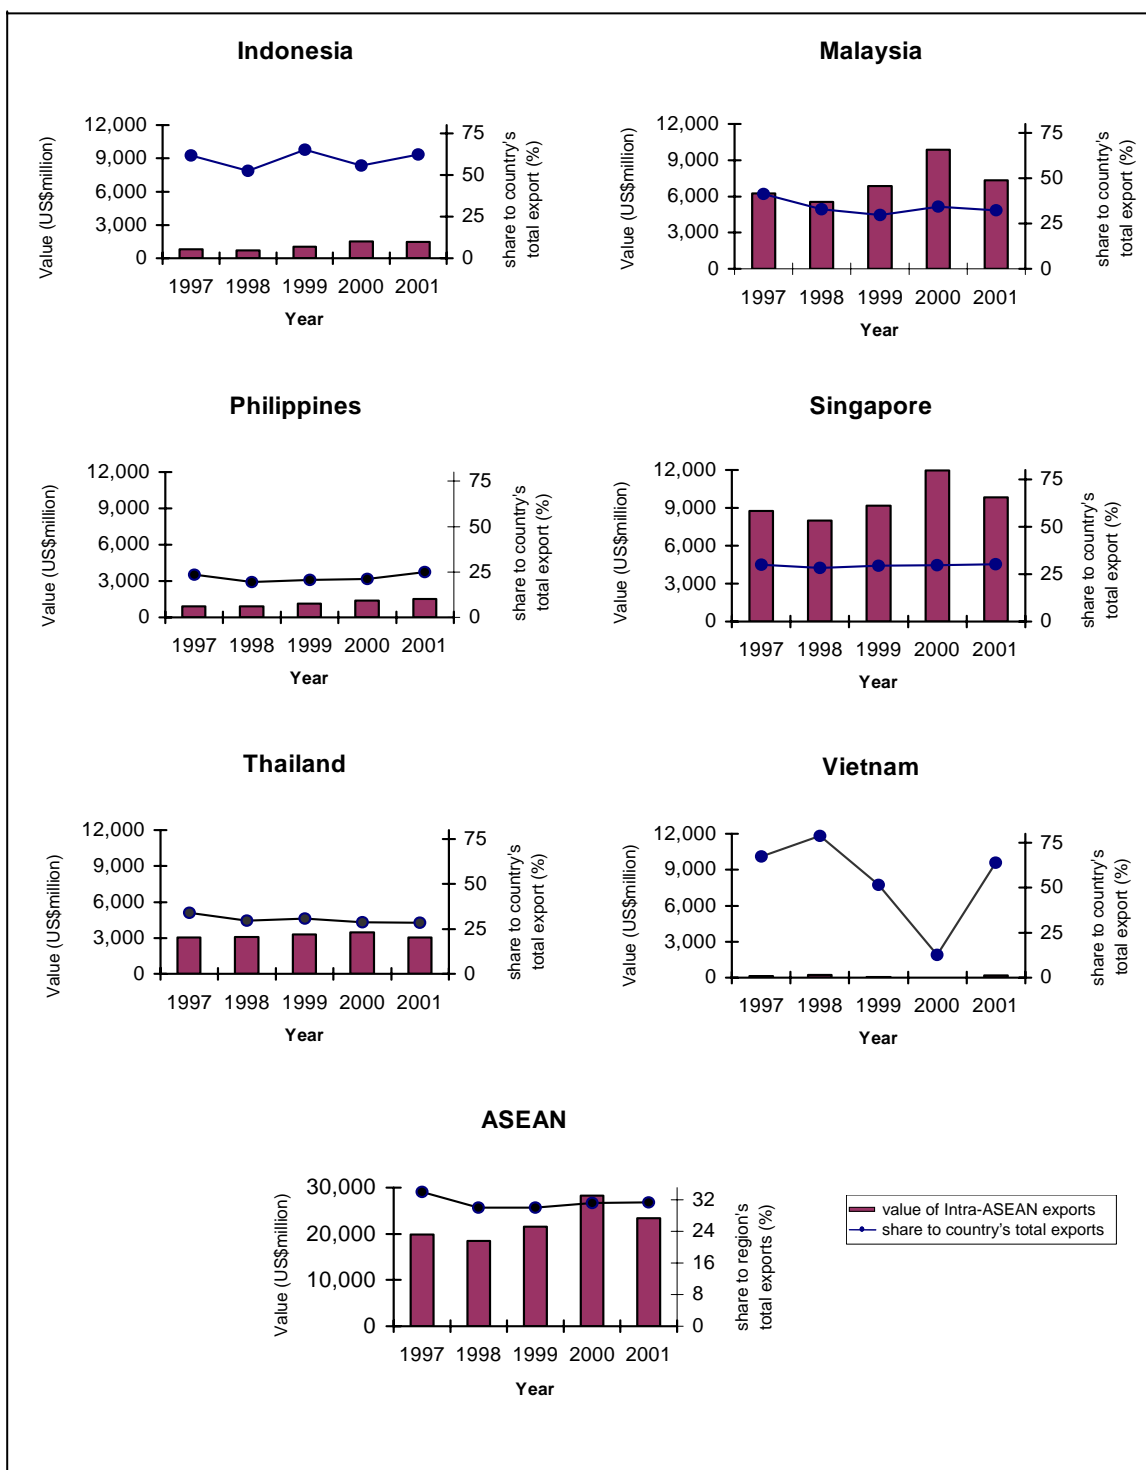 Indonesia
Value (US$million)
12,000
9,000
6,000
3,000
0
75
50
25
0
share to country's
total export (%)
1997 1998 1999 2000 2001
Year
Malaysia
Value (US$million)
12,000
9,000
6,000
3,000
0
75
50
25
0
share to country's
total export (%)
1997 1998 1999 2000 2001
Year
Philippines
Value (US$million)
12,000
9,000
6,000
3,000
0
75
50
25
0
share to country's
total export (%)
1997 1998 1999 2000 2001
Year
Singapore
Value (US$million)
12,000
9,000
6,000
3,000
0
75
50
25
0
share to country's
total export (%)
1997 1998 1999 2000 2001
Year
Thailand
Value (US$million)
12,000
9,000
6,000
3,000
0
75
50
25
0
share to country's
total export (%)
1997 1998 1999 2000 2001
Year
Vietnam
Value (US$million)
12,000
9,000
6,000
3,000
0
75
50
25
0
share to country's
total export (%)
1997 1998 1999 2000 2001
Year
ASEAN
Value (US$million)
30,000
20,000
10,000
0
32
24
16
8
0
share to region's
total exports (%)
1997 1998 1999 2000 2001
Year
value of Intra-ASEAN exports
share to country's total exports